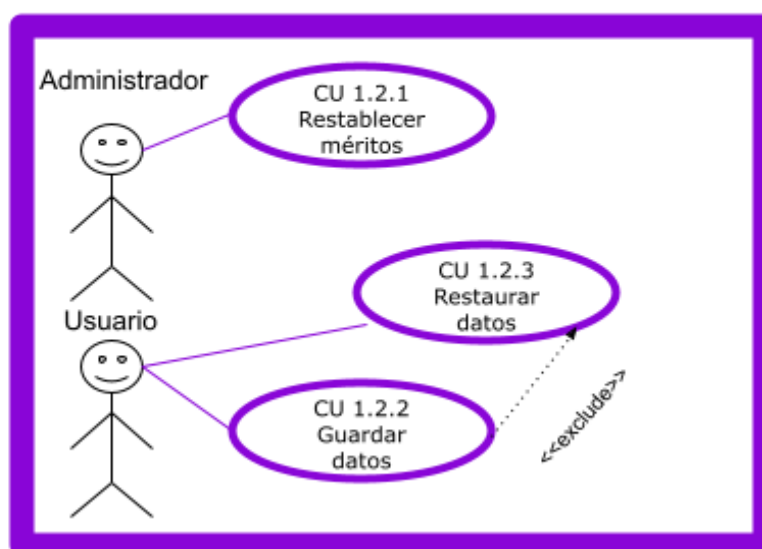 Administrador
CU 1.2.1
Restablecer
méritos
CU 1.2.3
Restaurar
datos
Usuario
CU 1.2.2
Guardar
datos
<<exclude>>